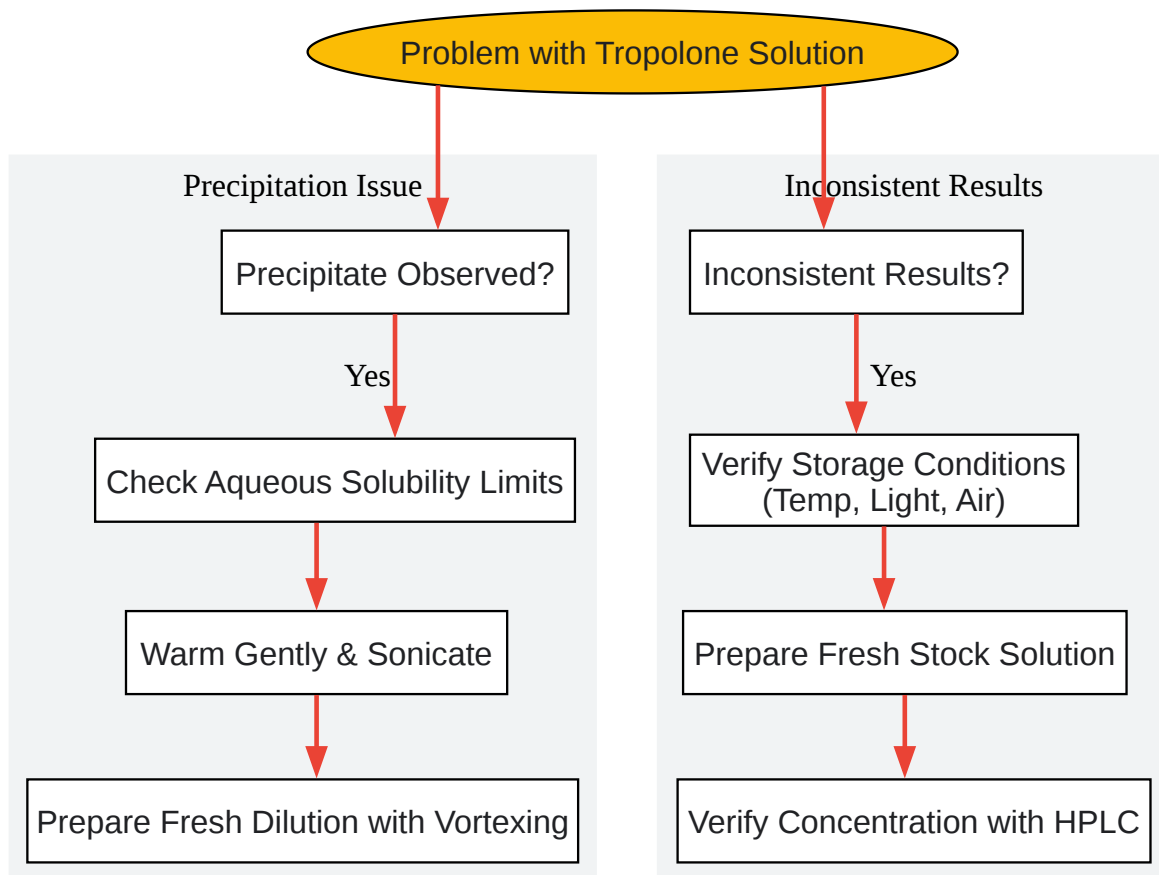 Problem with Tropolone Solution
Precipitation Issue
Precipitate Observed?
Yes
Check Aqueous Solubility Limits
Warm Gently & Sonicate
Prepare Fresh Dilution with Vortexing
Inconsistent Results
Inconsistent Results?
Yes
Verify Storage Conditions
(Temp, Light, Air)
Prepare Fresh Stock Solution
Verify Concentration with HPLC